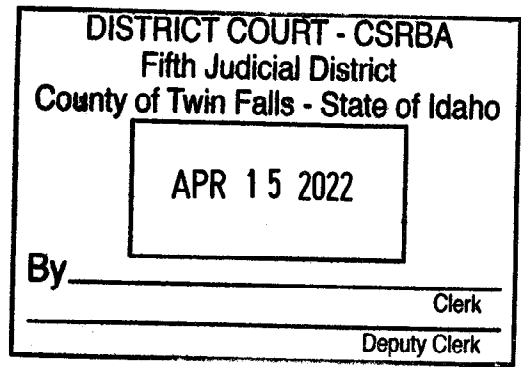 DISTRICT COURT - CSRBA
Fifth Judicial District
County of Twin Falls - State of Idaho
APR 15 2022
By
Clerk
Deputy Clerk